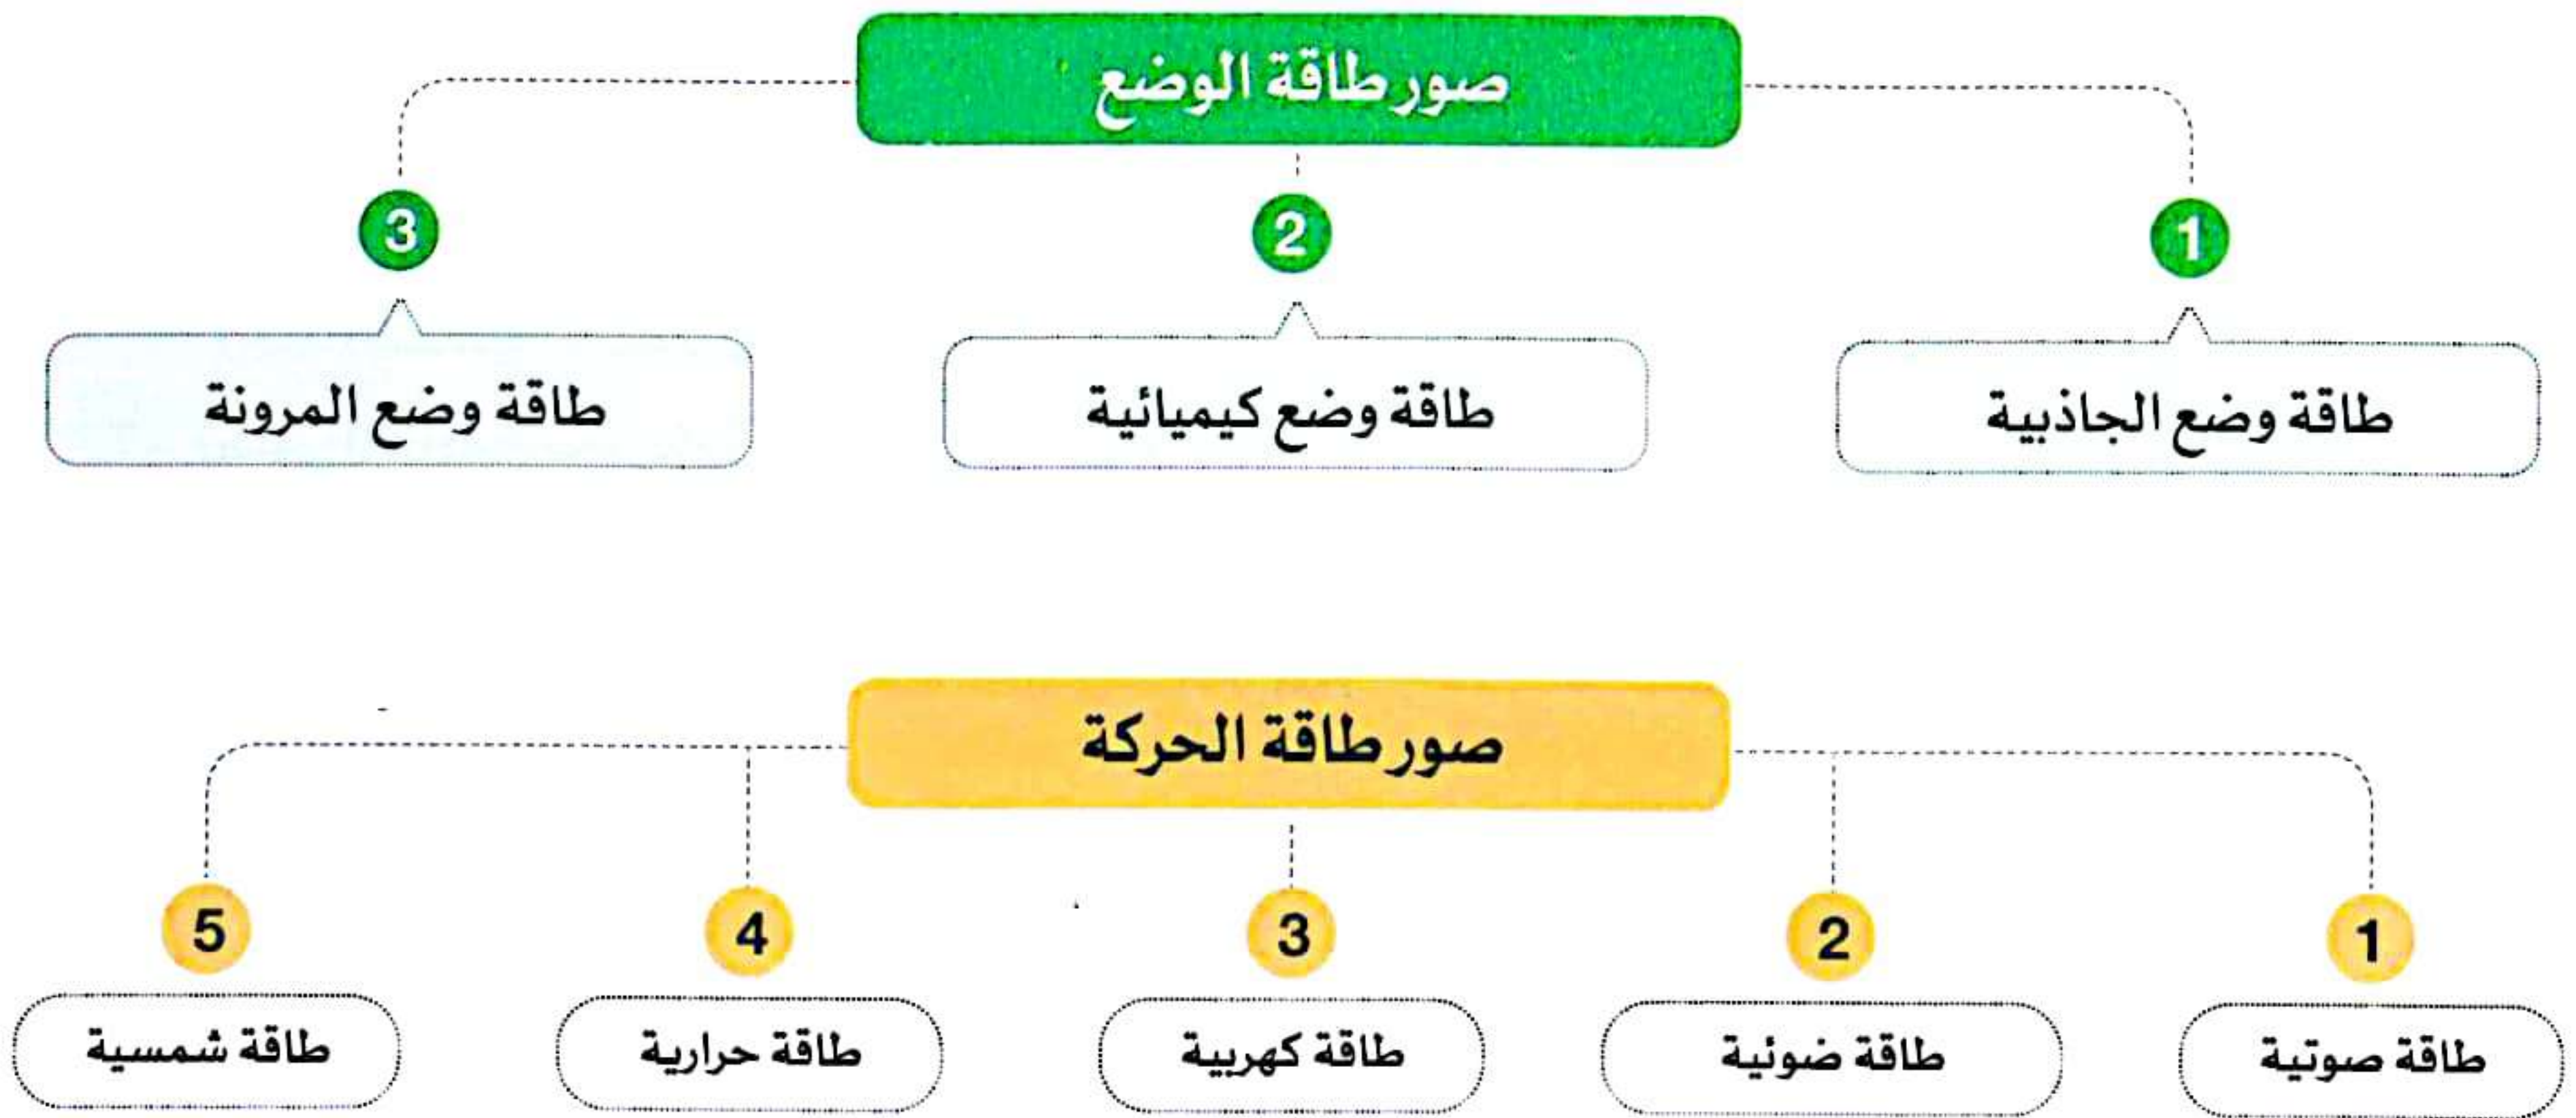 صور طاقة الوضع
1
2
3
طاقة وضع الجاذبية
طاقة وضع كيميائية
طاقة وضع المرونة
صور طاقة الحركة
1
2
3
4
5
طاقة صوتية
طاقة ضوئية
طاقة كهربية
طاقة حرارية
طاقة شمسية